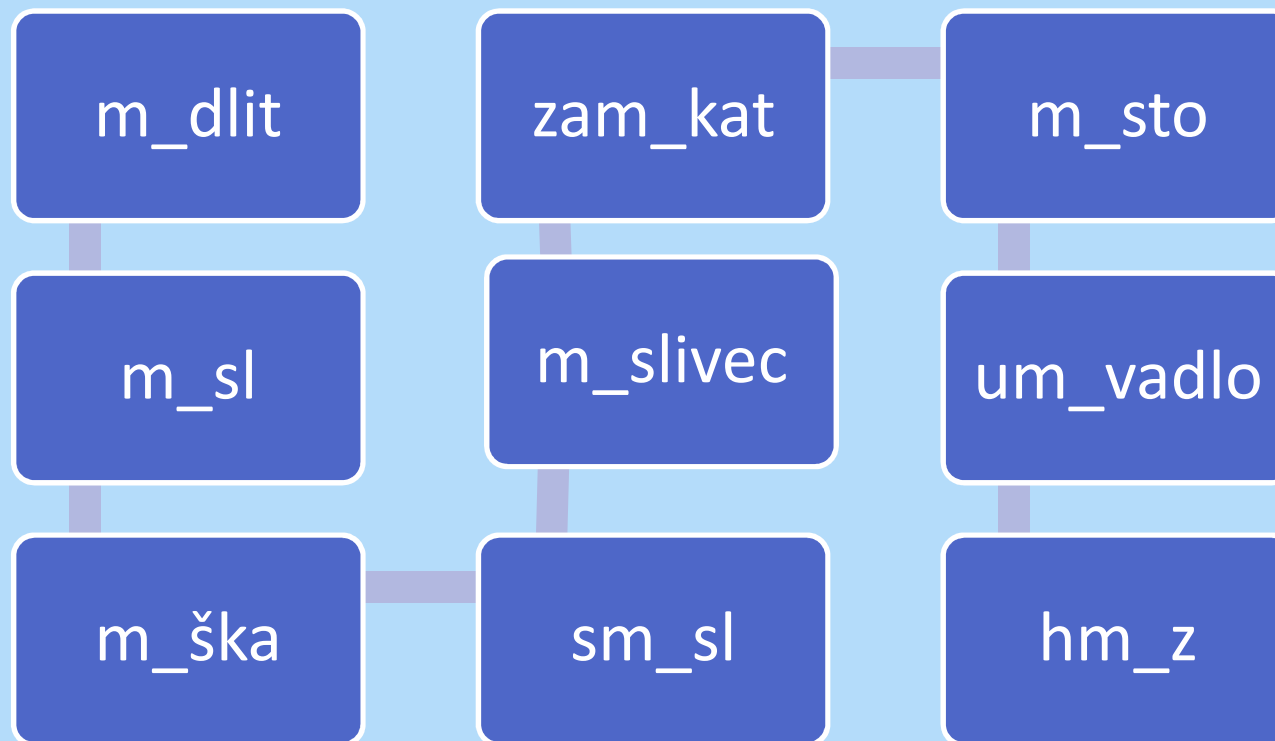 m_dlit
m_sl
m_ška
sm_sl
m_slivec
zam_kat
m_sto
um_vadlo
hm_z